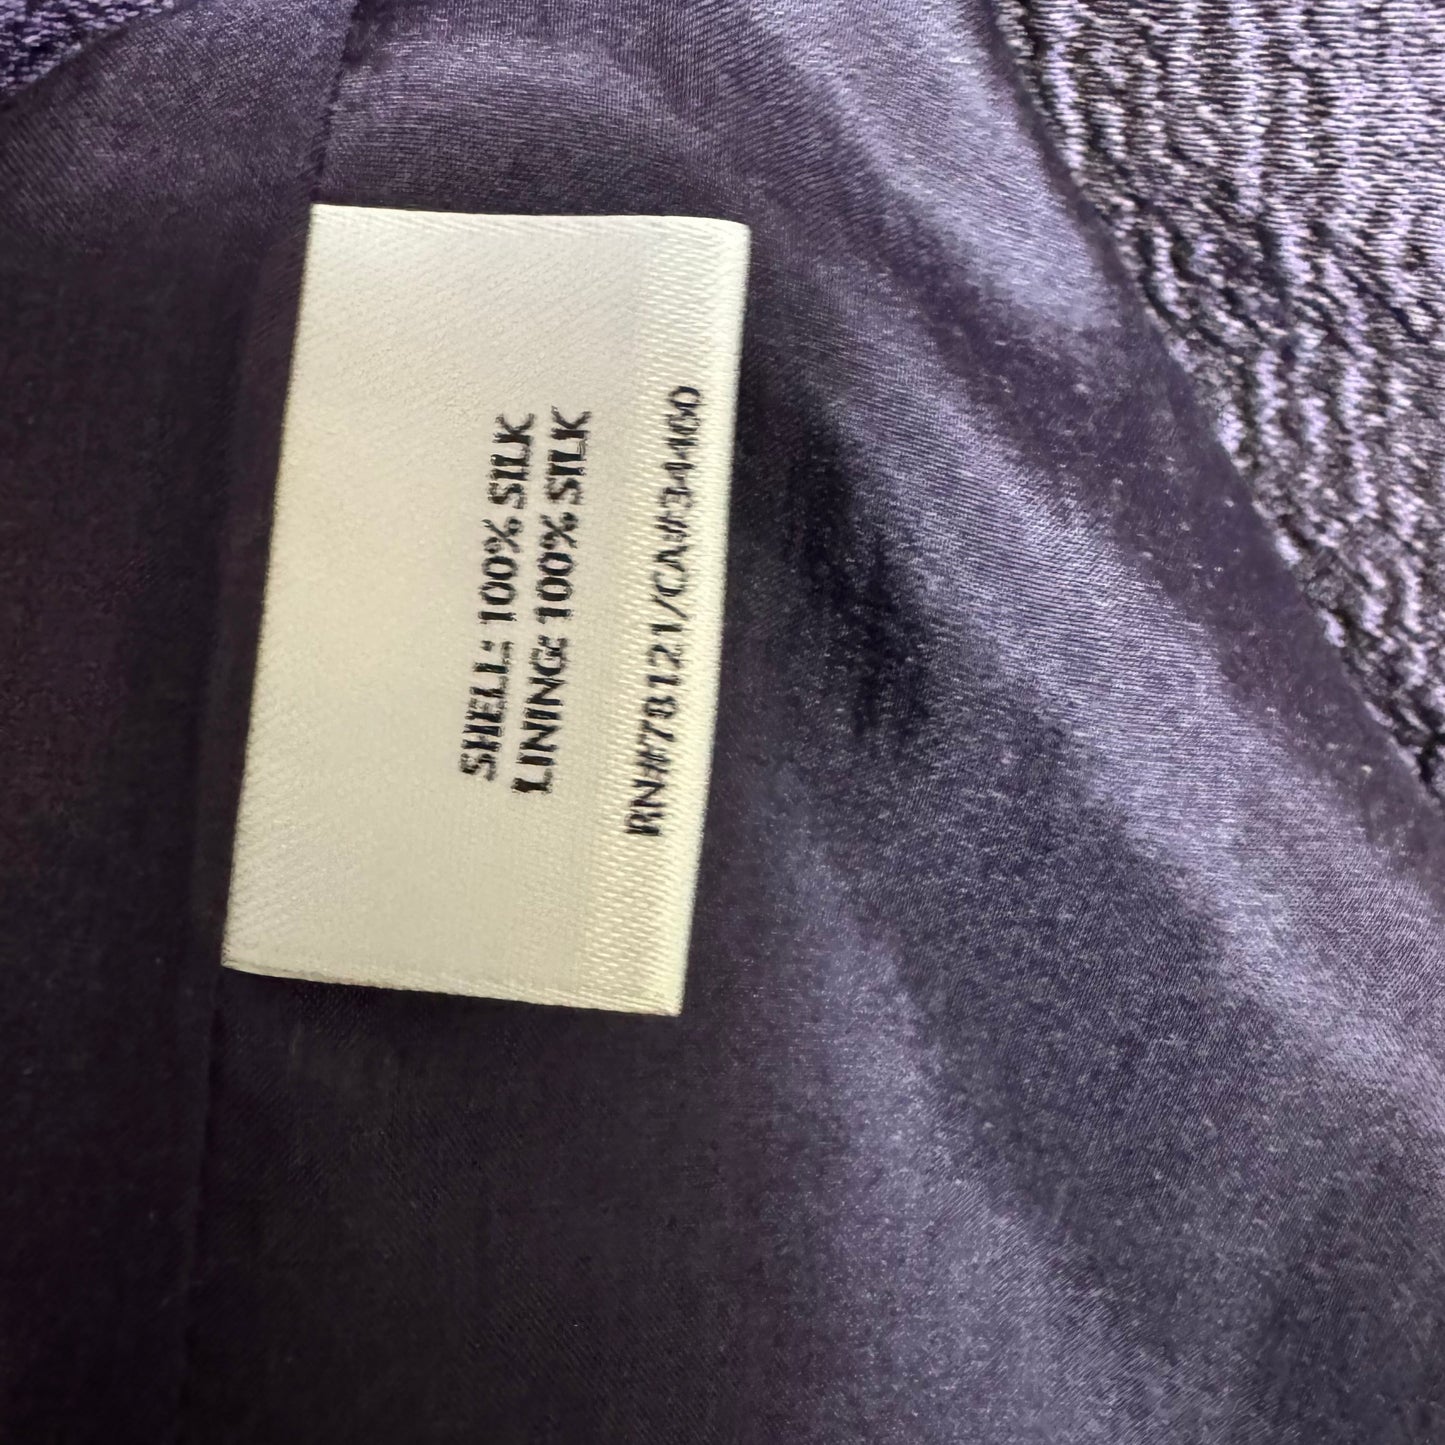 SHELL: 100% SILK
LINING: 100% SILK
RN#78121/CA#34460